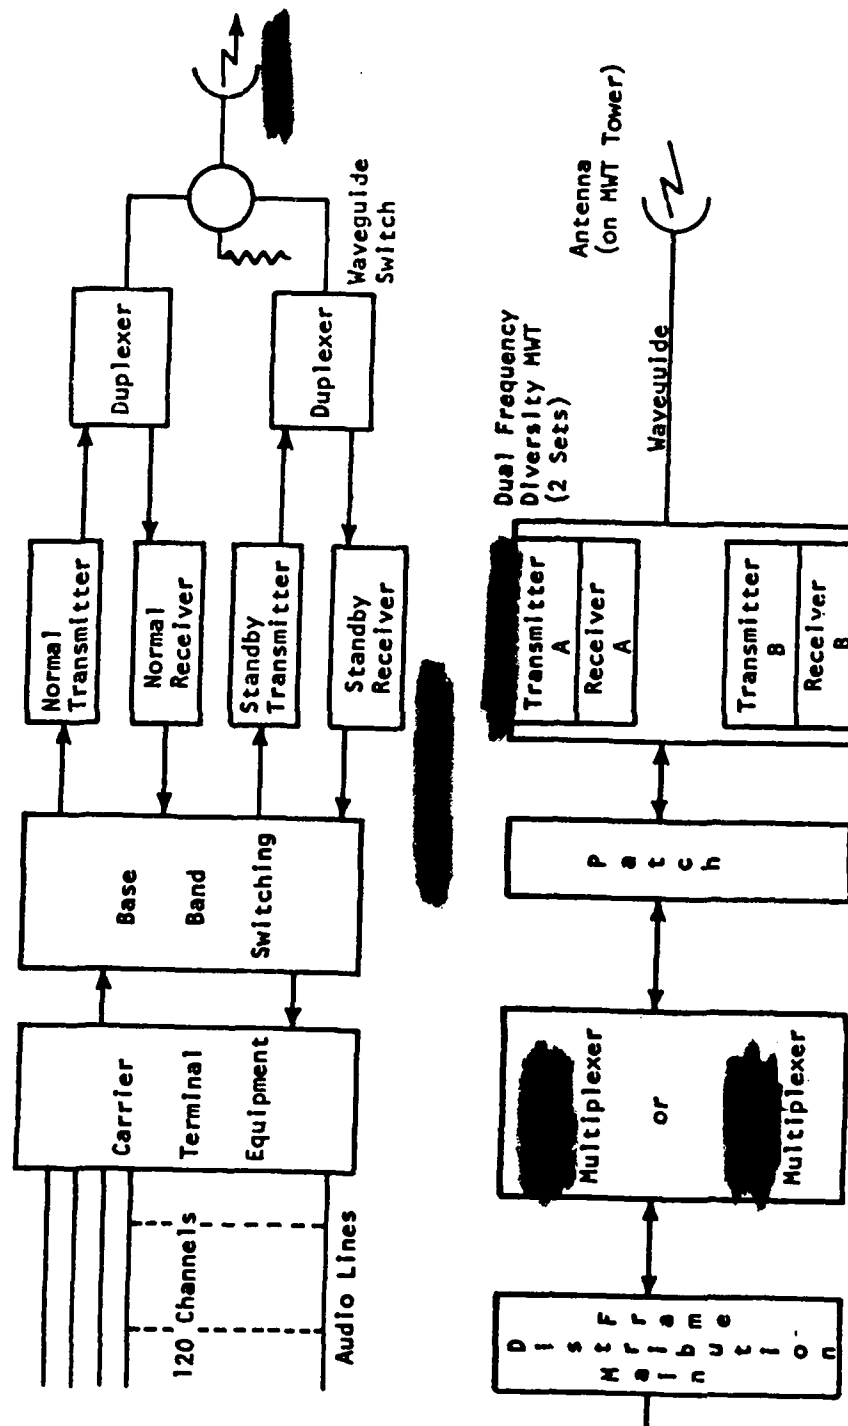 120 Channels
Audio Lines
Carrier
Terminal
Equipment
Base
Band
Switching
Normal
Transmitter
Normal
Receiver
Standby
Transmitter
Standby
Receiver
Duplexer
Duplexer
Waveguide
Switch
Main
Distribution
Frame
Multiplexer
or
Multiplexer
Patch
Transmitter
A
Receiver
A
Transmitter
B
Receiver
B
Dual Frequency
Diversity MWT
(2 Sets)
Waveguide
Antenna
(on MWT Tower)